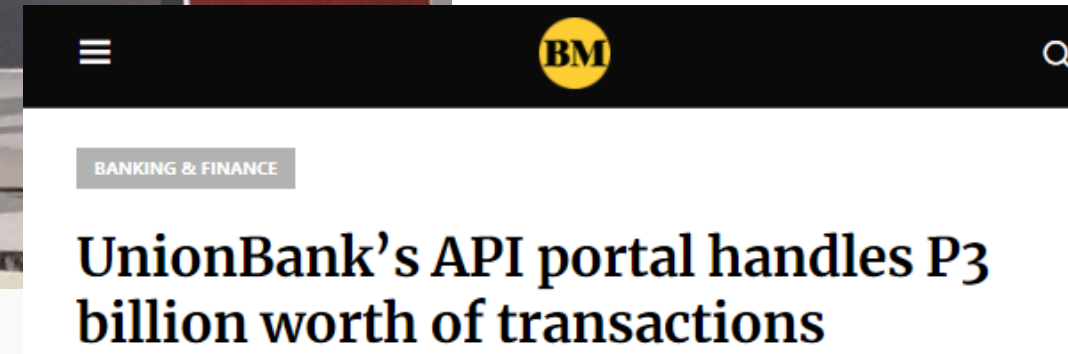 BM
BANKING & FINANCE
UnionBank’s API portal handles P3
billion worth of transactions